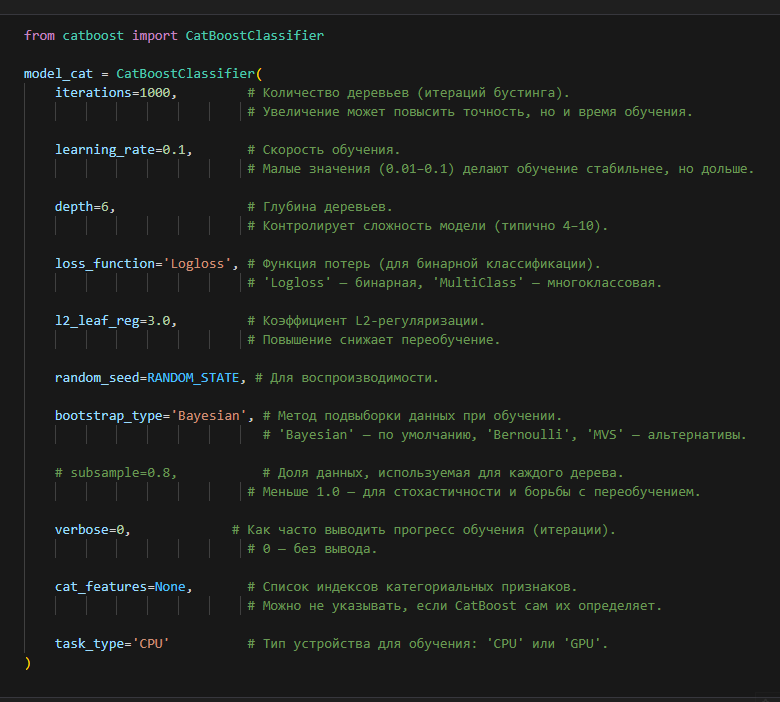 from catboost import CatBoostClassifier
model_cat = CatBoostClassifier(
iterations=1000, # Количество деревьев (итераций бустинга).
# Увеличение может повысить точность, но и время обучения.
learning_rate=0.1, # Скорость обучения.
# Малые значения (0.01–0.1) делают обучение стабильнее, но дольше.
depth=6, # Глубина деревьев.
# Контролирует сложность модели (типично 4–10).
loss_function='Logloss', # Функция потерь (для бинарной классификации).
# 'Logloss' — бинарная, 'MultiClass' — многоклассовая.
l2_leaf_reg=3.0, # Коэффициент L2-регуляризации.
# Повышение снижает переобучение.
random_seed=RANDOM_STATE, # Для воспроизводимости.
bootstrap_type='Bayesian', # Метод подвыборки данных при обучении.
# 'Bayesian' — по умолчанию, 'Bernoulli', 'MVS' — альтернативы.
# subsample=0.8, # Доля данных, используемая для каждого дерева.
# Меньше 1.0 — для стохастичности и борьбы с переобучением.
verbose=0, # Как часто выводить прогресс обучения (итерации).
# 0 — без вывода.
cat_features=None, # Список индексов категориальных признаков.
# Можно не указывать, если CatBoost сам их определяет.
task_type='CPU' # Тип устройства для обучения: 'CPU' или 'GPU'.
)